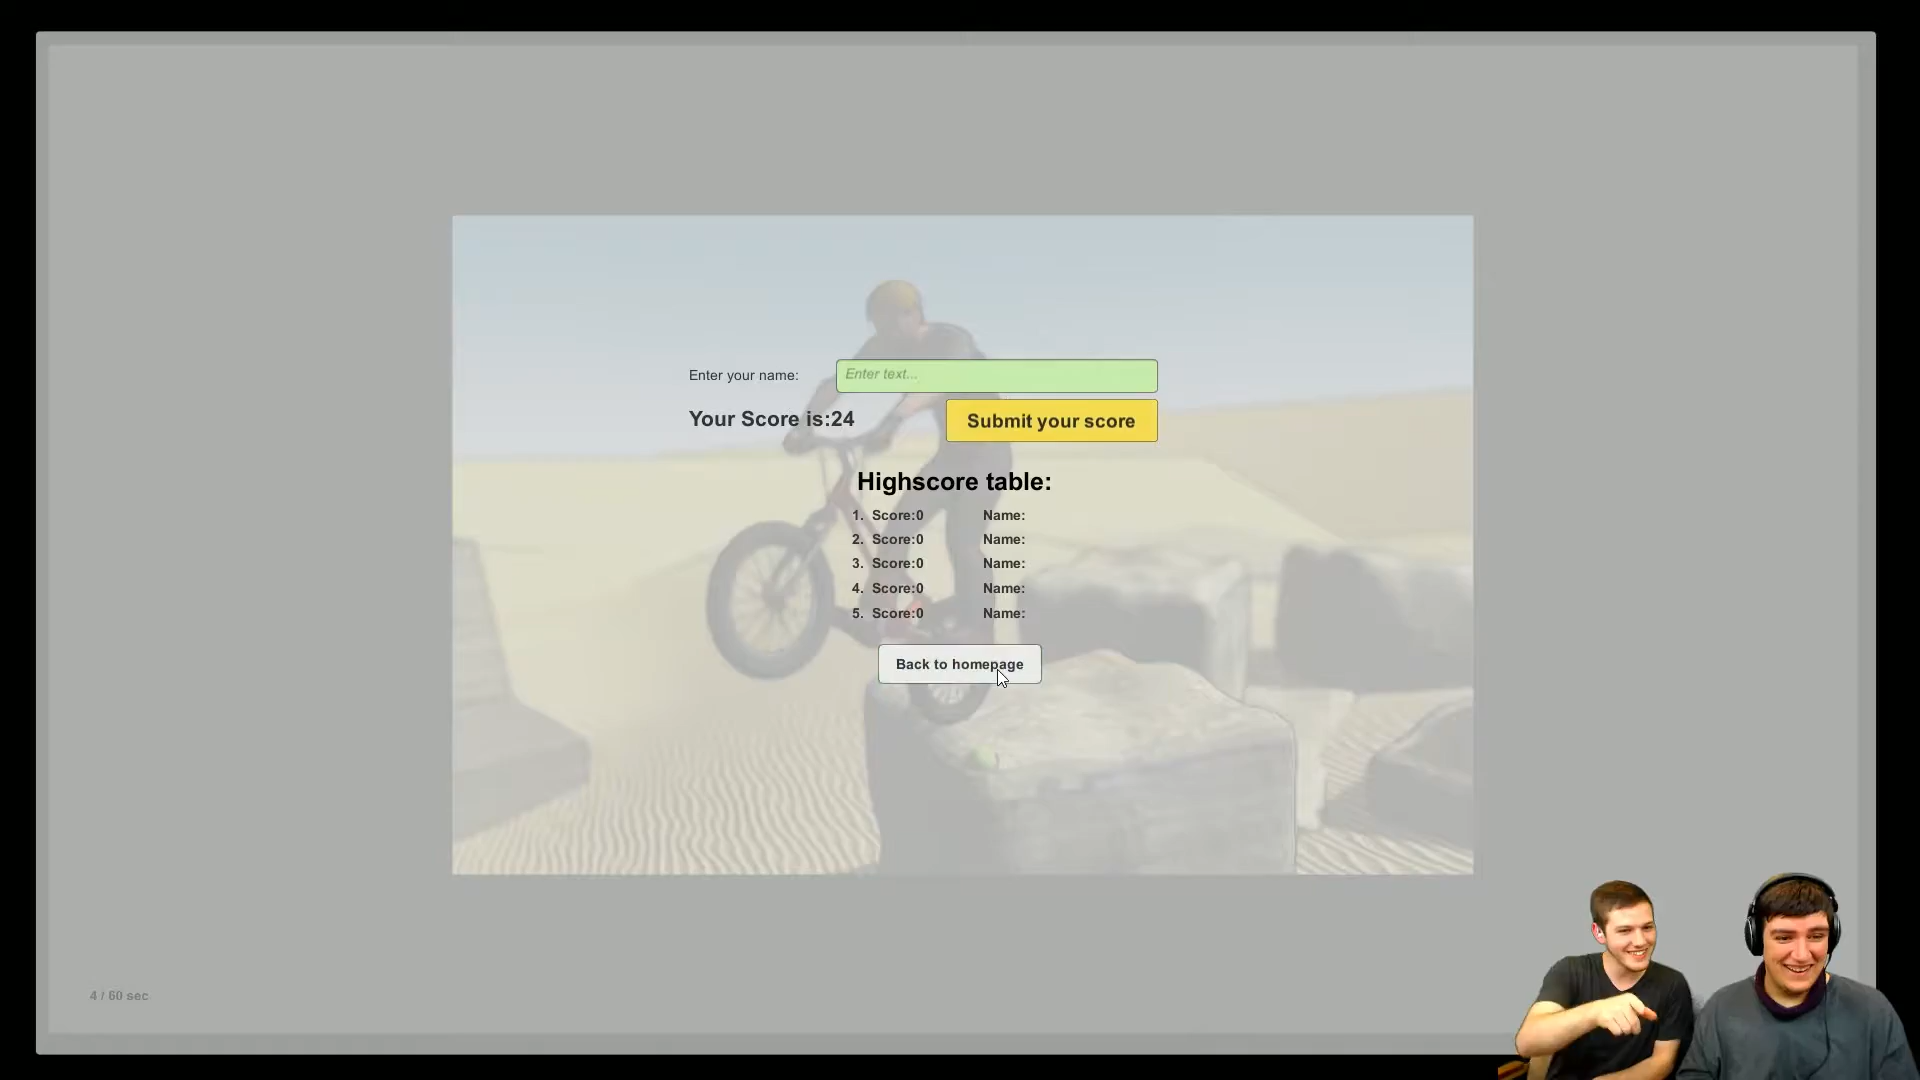 Enter your name: Enter text...
Your Score is:24 Submit your score
Highscore table:
1. Score:0 Name:
2. Score:0 Name:
3. Score:0 Name:
4. Score:0 Name:
5. Score:0 Name:
Back to homepage
4 / 60 sec